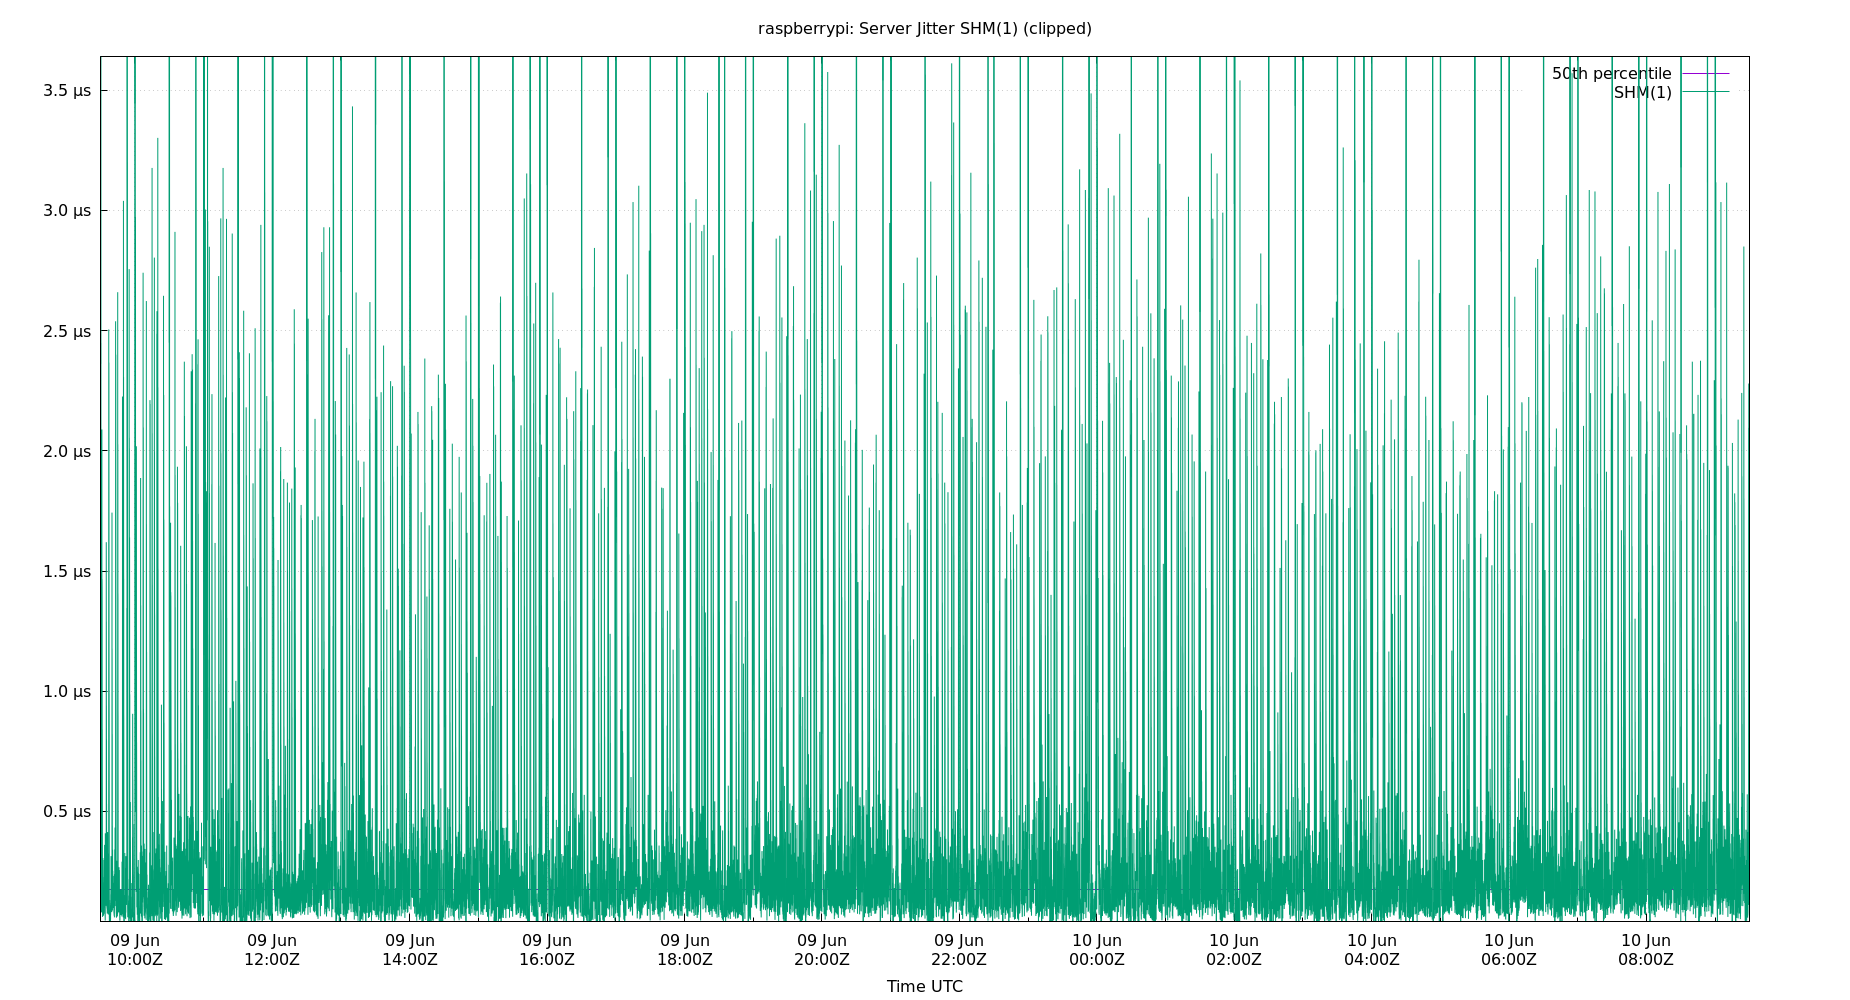 raspberrypi: Server Jitter SHM(1) (clipped)
50th percentile
SHM(1)
3.5 µs
3.0 µs
2.5 µs
2.0 µs
1.5 µs
1.0 µs
0.5 µs
09 Jun 09 Jun 09 Jun 09 Jun 09 Jun 09 Jun 09 Jun 10 Jun 10 Jun 10 Jun 10 Jun 10 Jun
10:00Z 12:00Z 14:00Z 16:00Z 18:00Z 20:00Z 22:00Z 00:00Z 02:00Z 04:00Z 06:00Z 08:00Z
Time UTC